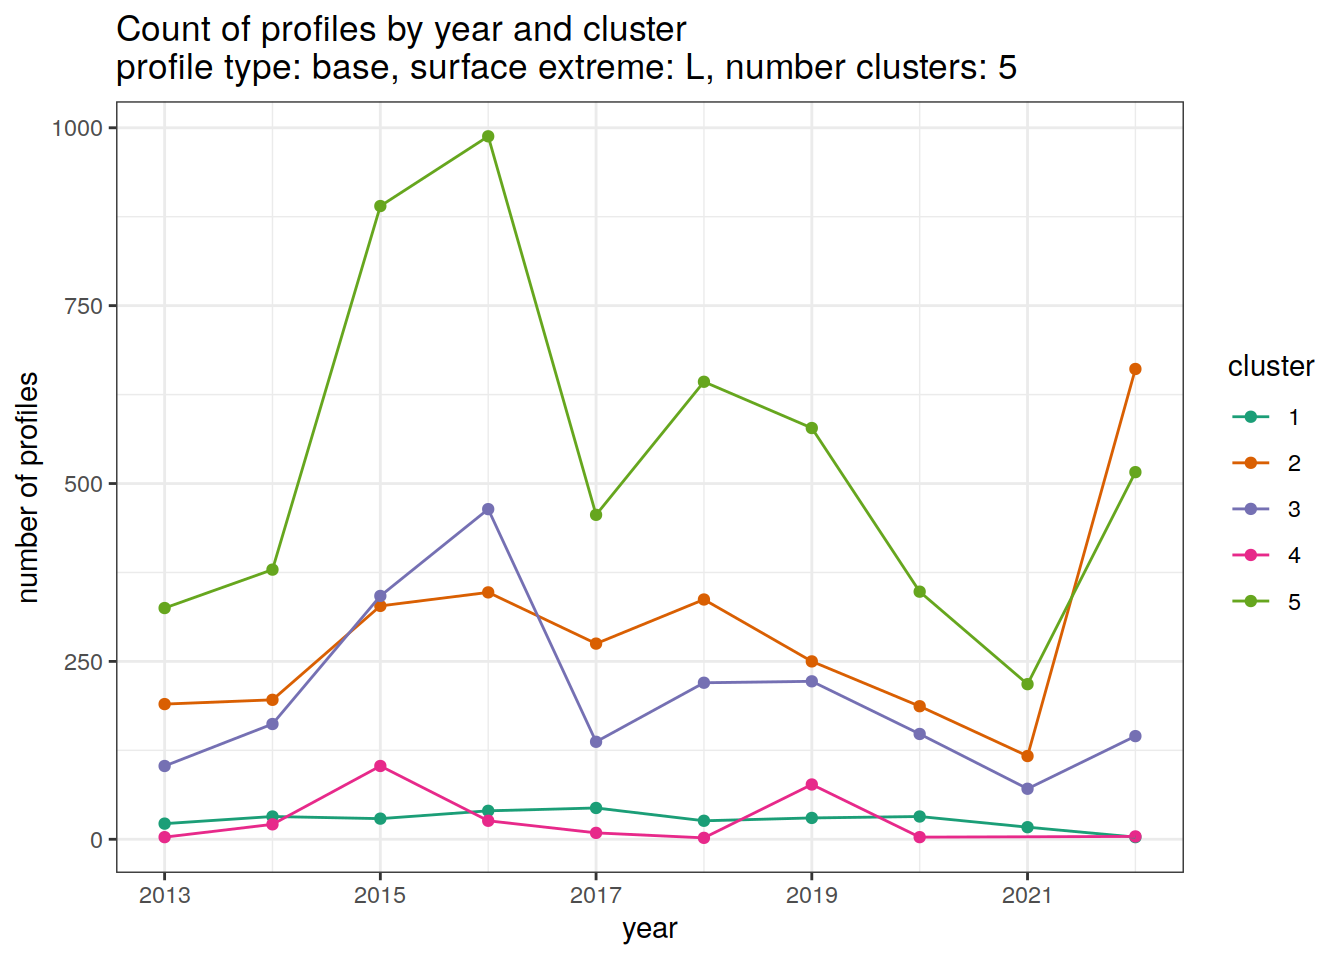 Count of profiles by year and cluster
profile type: base, surface extreme: L, number clusters: 5
1000
750
500
250
0
number of profiles
2013 2015 2017 2019 2021
year
cluster
1
2
3
4
5